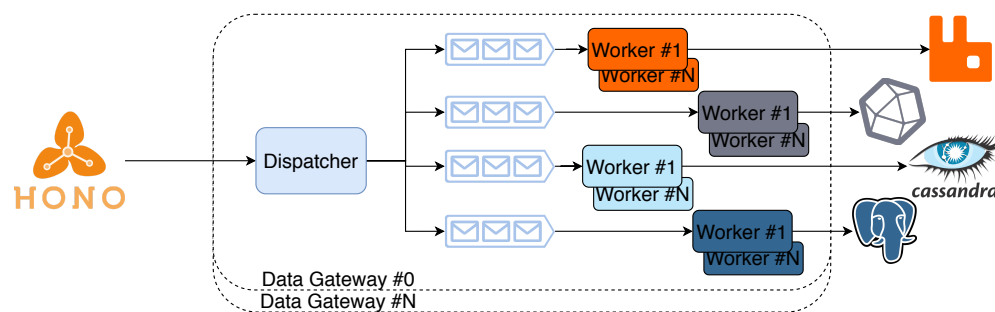 Worker #1
Worker #N
Worker #1
Worker #N
HONO
Dispatcher
Worker #1
Worker #N
cassandra
Worker #1
Worker #N
Data Gateway #0
Data Gateway #N